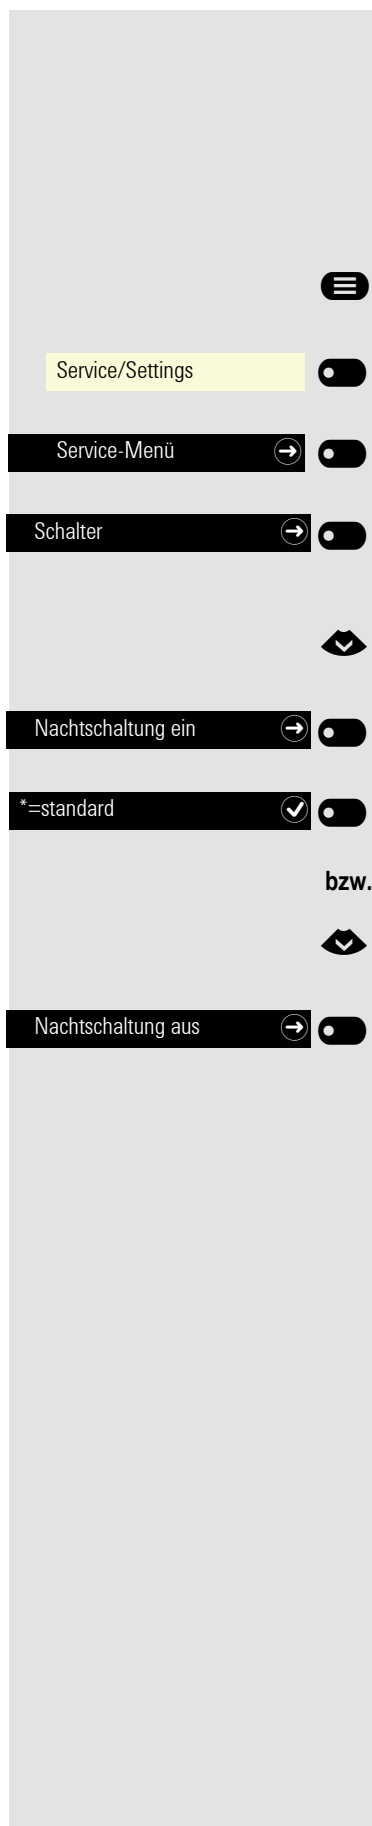 Service/Settings
Service-Menü
Schalter
Nachtschaltung ein
*=standard
bzw.
Nachtschaltung aus